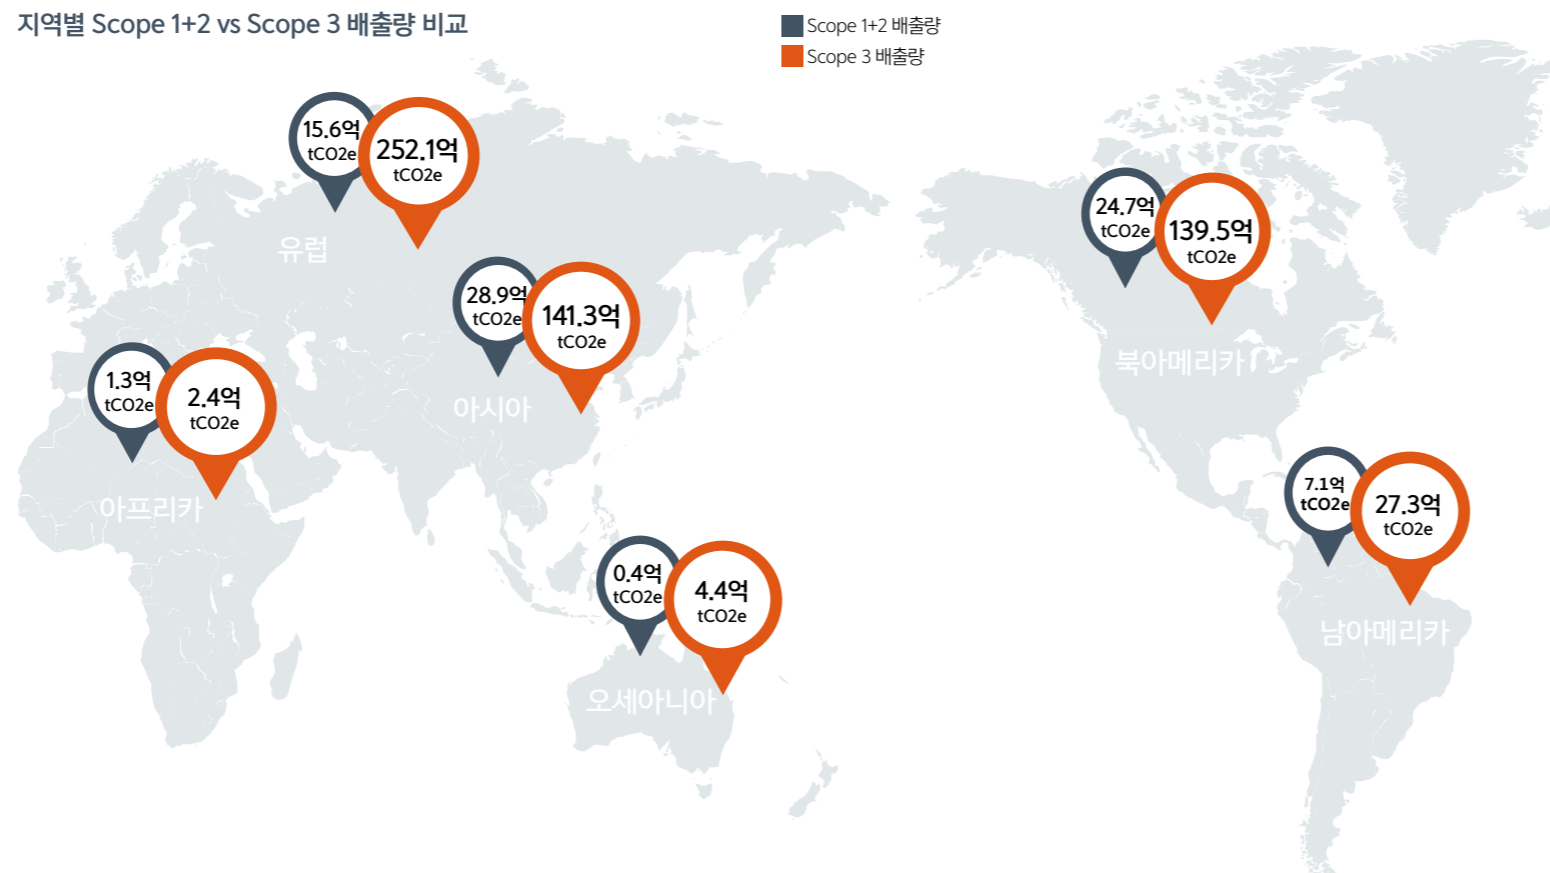 지역별 Scope 1+2 vs Scope 3 배출량 비교
Scope 1+2 배출량
Scope 3 배출량
15.6억
tCO2e
252.1억
tCO2e
유럽
28.9억
tCO2e
141.3억
tCO2e
아시아
1.3억
tCO2e
2.4억
tCO2e
아프리카
0.4억
tCO2e
4.4억
tCO2e
오세아니아
24.7억
tCO2e
139.5억
tCO2e
북아메리카
7.1억
tCO2e
27.3억
tCO2e
남아메리카